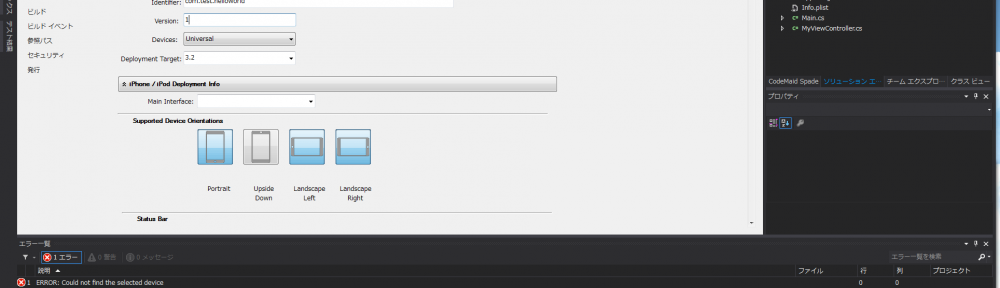 Identifier: com.test.helloworld
ビルド
Version: 1
ビルド イベント
参照パス
Devices: Universal
セキュリティ
Deployment Target: 3.2
発行
iPhone / iPod Deployment Info
Main Interface:
Supported Device Orientations
Portrait
Upside Down
Landscape Left
Landscape Right
Status Bar
Info.plist
Main.cs
MyViewController.cs
CodeMaid Spade ソリューション エ... チーム エクスプロ... クラス ビュー
プロパティ
エラー一覧
1 エラー 0 警告 0 メッセージ エラー一覧を検索
説明 ファイル 行 列 プロジェクト
1 ERROR: Could not find the selected device 0 0